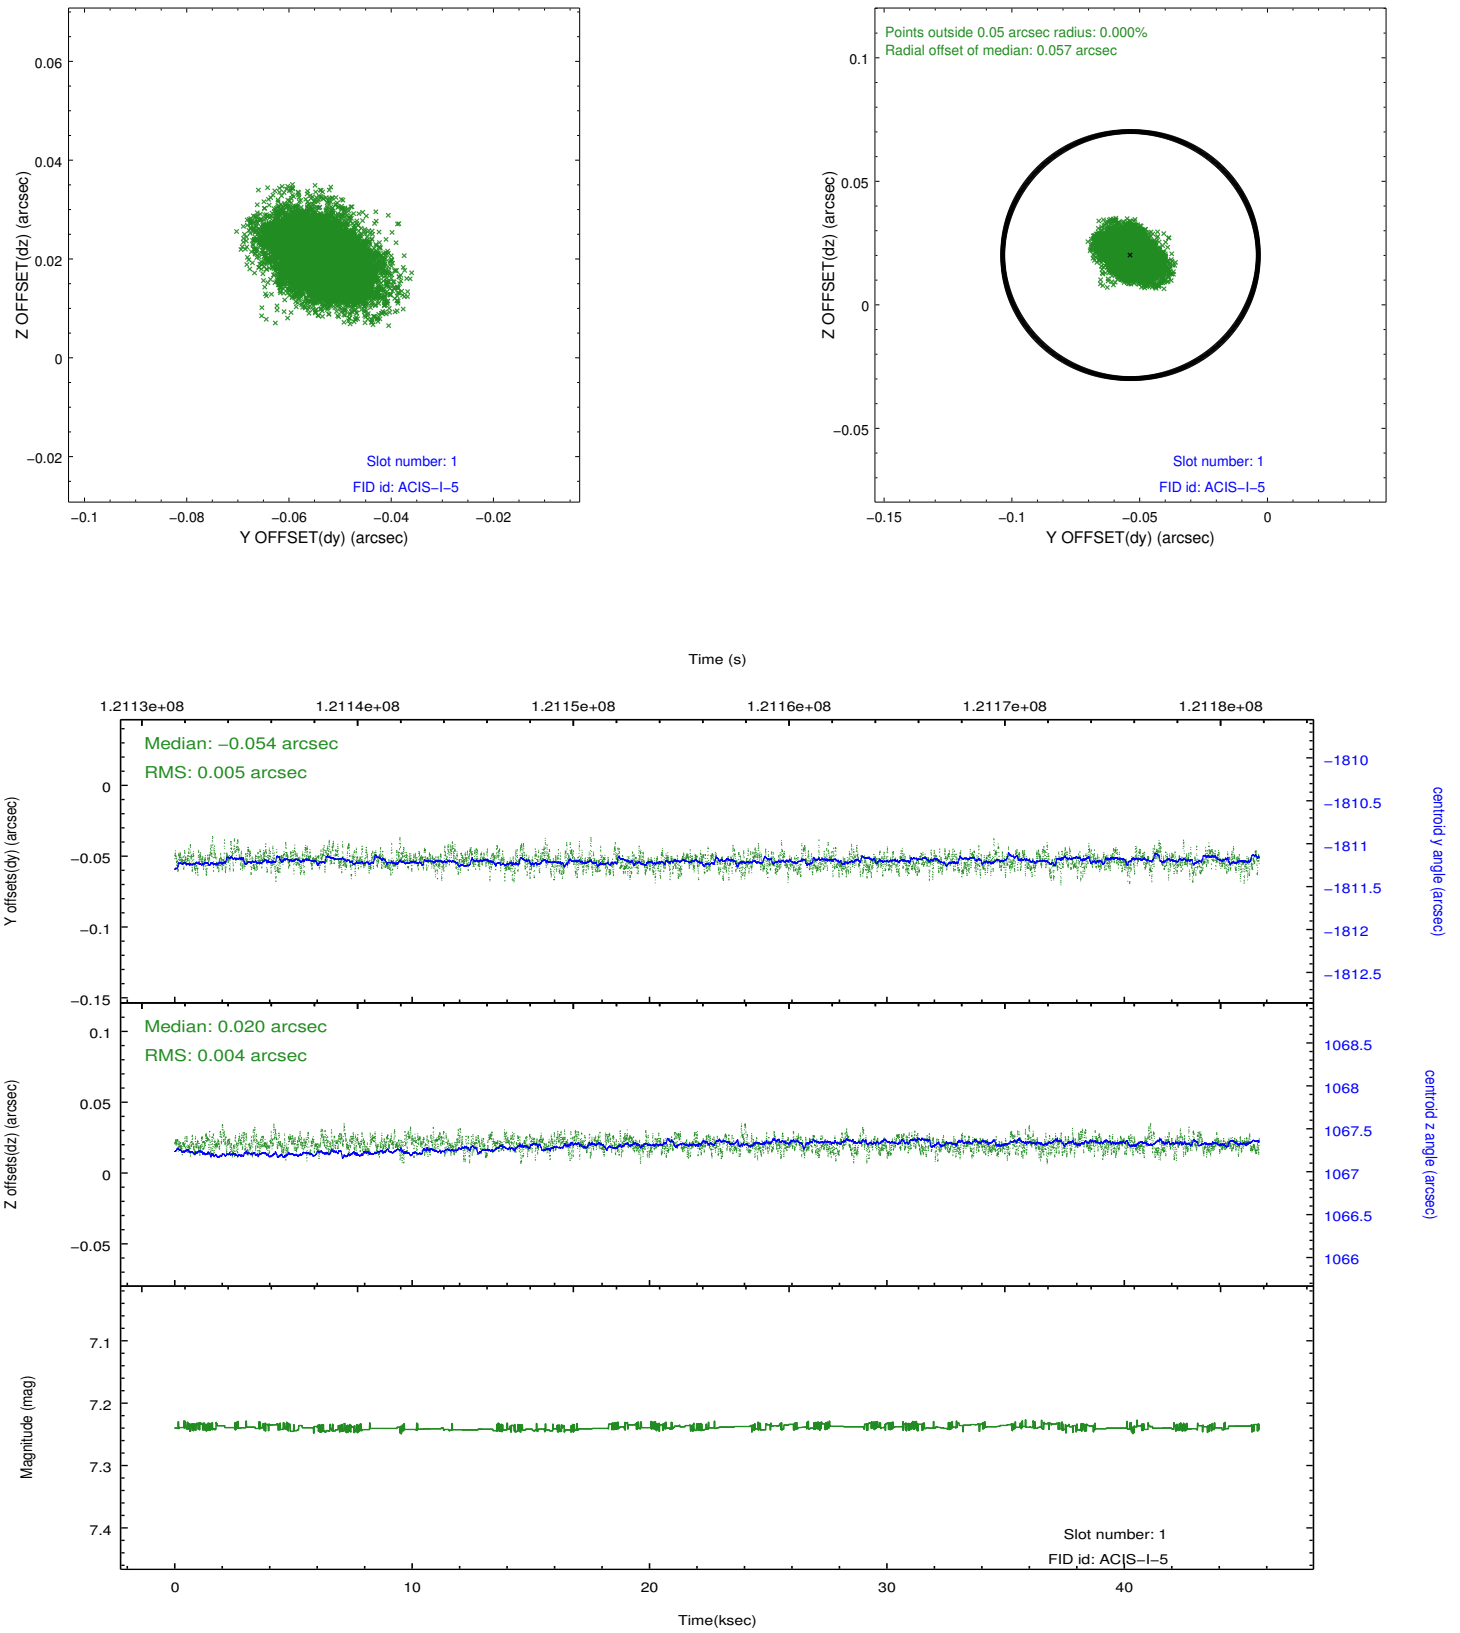 0.06
0.04
0.02
0
−0.02
Z OFFSET(dz) (arcsec)
Slot number: 1
FID id: ACIS−I−5
−0.1
−0.08
−0.06
−0.04
−0.02
Y OFFSET(dy) (arcsec)
Points outside 0.05 arcsec radius: 0.000%
Radial offset of median: 0.057 arcsec
0.1
0.05
0
−0.05
Z OFFSET(dz) (arcsec)
Slot number: 1
FID id: ACIS−I−5
−0.15
−0.1
−0.05
0
Y OFFSET(dy) (arcsec)
Time (s)
1.2113e+08
1.2114e+08
1.2115e+08
1.2116e+08
1.2117e+08
1.2118e+08
Median: −0.054 arcsec
RMS: 0.005 arcsec
0
−0.05
−0.1
−0.15
Y offsets(dy) (arcsec)
−1810
−1810.5
−1811
−1811.5
−1812
−1812.5
centroid y angle (arcsec)
Median: 0.020 arcsec
RMS: 0.004 arcsec
0.1
0.05
0
−0.05
Z offsets(dz) (arcsec)
1068.5
1068
1067.5
1067
1066.5
1066
centroid z angle (arcsec)
7.1
7.2
7.3
7.4
Magnitude (mag)
Slot number: 1
FID id: ACIS−I−5
0
10
20
30
40
Time(ksec)